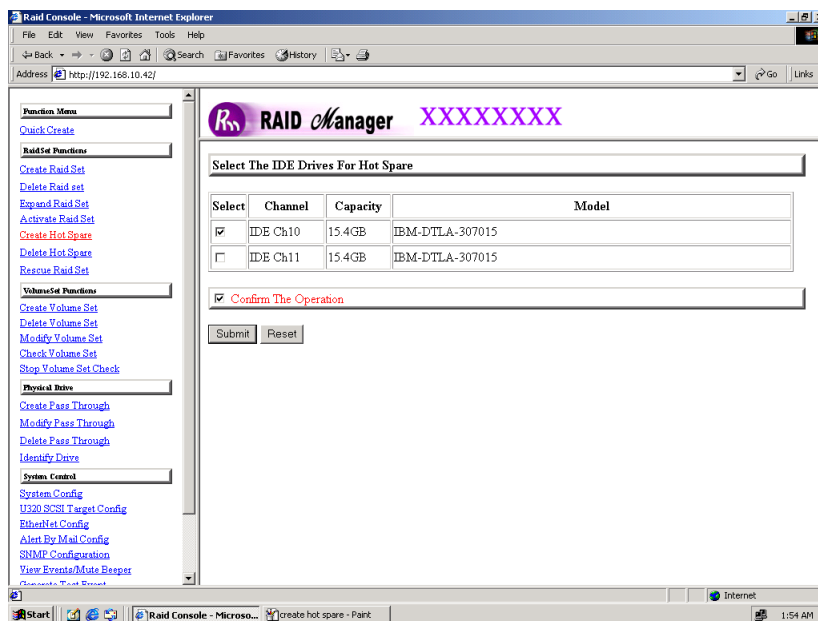 Raid Console - Microsoft Internet Explorer
File Edit View Favorites Tools Help
Back Search Favorites History
Address http://192.168.10.42/ Go Links
Function Menu
Quick Create
RaidSet Functions
Create Raid Set
Delete Raid set
Expand Raid Set
Activate Raid Set
Create Hot Spare
Delete Hot Spare
Rescue Raid Set
VolumeSet Functions
Create Volume Set
Delete Volume Set
Modify Volume Set
Check Volume Set
Stop Volume Set Check
Physical Drive
Create Pass Through
Modify Pass Through
Delete Pass Through
Identify Drive
System Control
System Config
U320 SCSI Target Config
EtherNet Config
Alert By Mail Config
SNMP Configuration
View Events/Mute Beeper
Generate Test Event
Rm RAID Manager XXXXXXXX
Select The IDE Drives For Hot Spare
Select Channel Capacity Model
IDE Ch10 15.4GB IBM-DTLA-307015
IDE Ch11 15.4GB IBM-DTLA-307015
Confirm The Operation
Submit Reset
Internet
Start Raid Console - Microso... create hot spare - Paint 1:54 AM